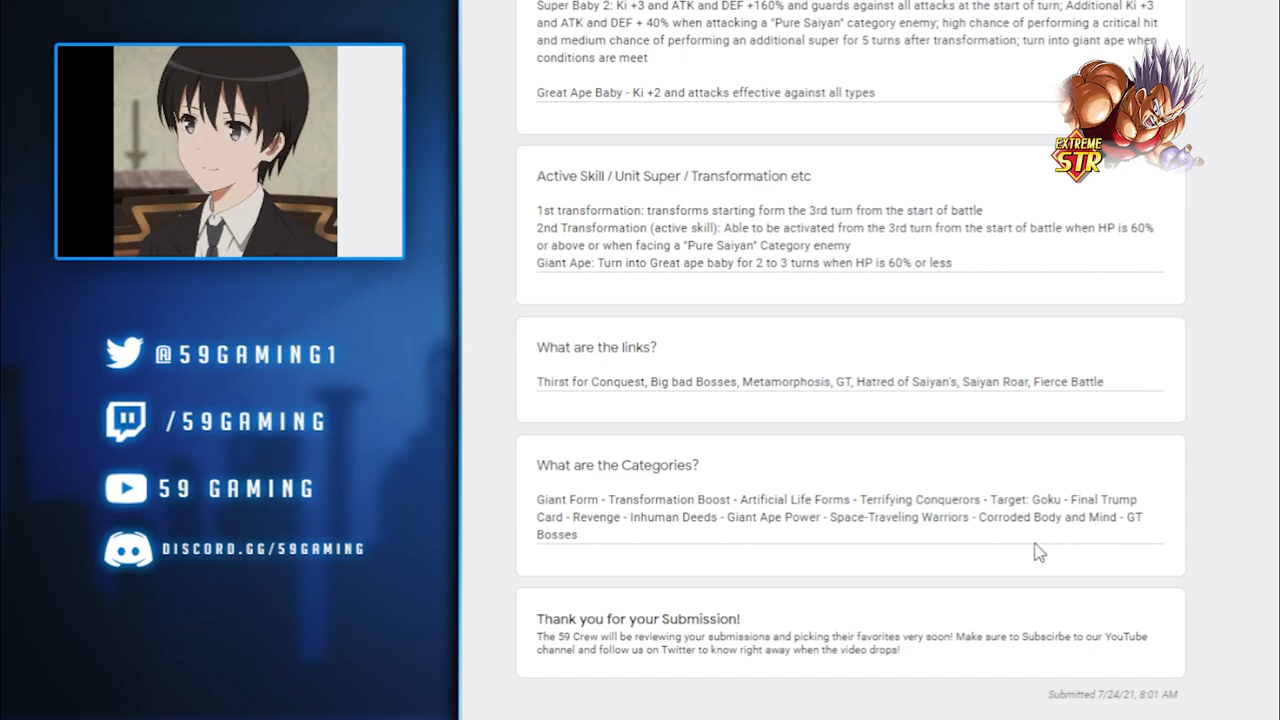 Super Baby 2: Ki +3 and ATK and DEF +160% and guards against all attacks at the start of turn; Additional Ki +3
and ATK and DEF + 40% when attacking a "Pure Saiyan" category enemy; high chance of performing a critical hit
and medium chance of performing an additional super for 5 turns after transformation; turn into giant ape when
conditions are meet
Great Ape Baby - Ki +2 and attacks effective against all types
EXTREME
STR
Active Skill / Unit Super / Transformation etc
1st transformation: transforms starting form the 3rd turn from the start of battle
2nd Transformation (active skill): Able to be activated from the 3rd turn from the start of battle when HP is 60%
or above or when facing a "Pure Saiyan" Category enemy
Giant Ape: Turn into Great ape baby for 2 to 3 turns when HP is 60% or less
What are the links?
Thirst for Conquest, Big bad Bosses, Metamorphosis, GT, Hatred of Saiyan's, Saiyan Roar, Fierce Battle
What are the Categories?
Giant Form - Transformation Boost - Artificial Life Forms - Terrifying Conquerors - Target: Goku - Final Trump
Card - Revenge - Inhuman Deeds - Giant Ape Power - Space-Traveling Warriors - Corroded Body and Mind - GT
Bosses
Thank you for your Submission!
The 59 Crew will be reviewing your submissions and picking their favorites very soon! Make sure to Subscirbe to our YouTube
channel and follow us on Twitter to know right away when the video drops!
Submitted 7/24/21, 8:01 AM
@59GAMING1
/59GAMING
59 GAMING
DISCORD.GG/59GAMING